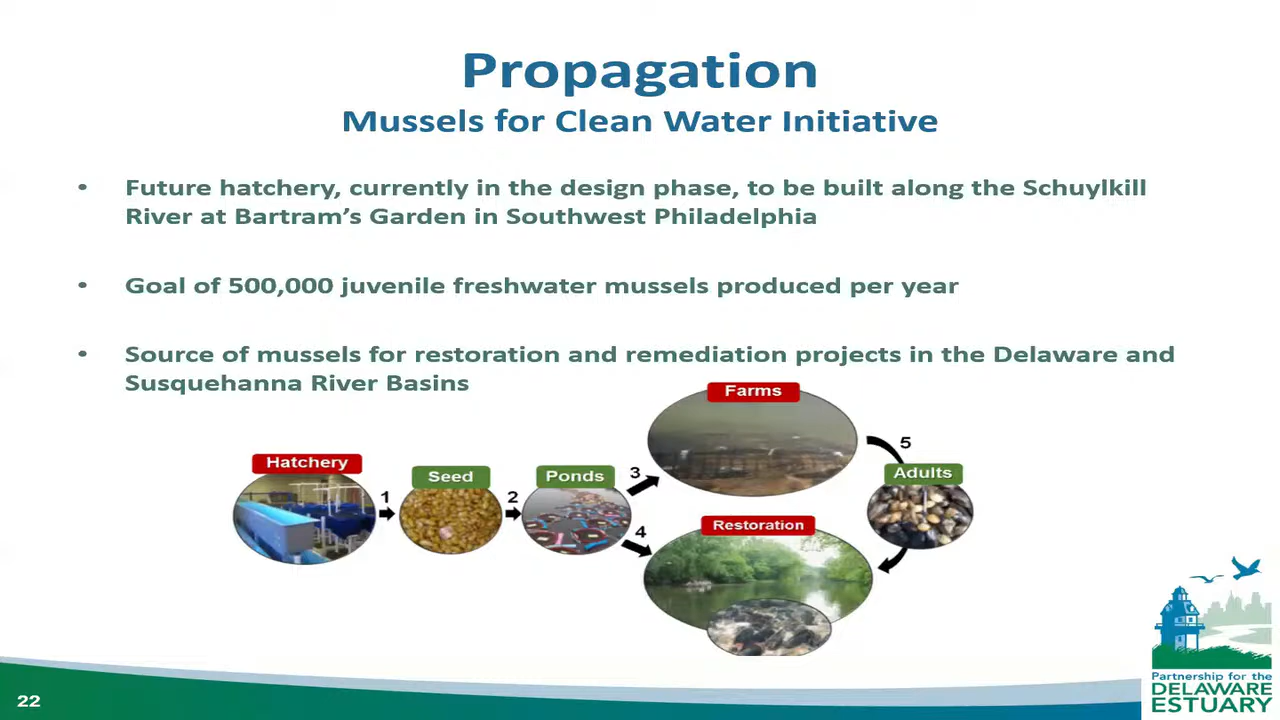 Propagation
Mussels for Clean Water Initiative
• Future hatchery, currently in the design phase, to be built along the Schuylkill
River at Bartram’s Garden in Southwest Philadelphia
• Goal of 500,000 juvenile freshwater mussels produced per year
• Source of mussels for restoration and remediation projects in the Delaware and
Susquehanna River Basins
Farms
Hatchery
1
Seed
2
Ponds
3
4
5
Adults
Restoration
Partnership for the
DELAWARE
ESTUARY
22